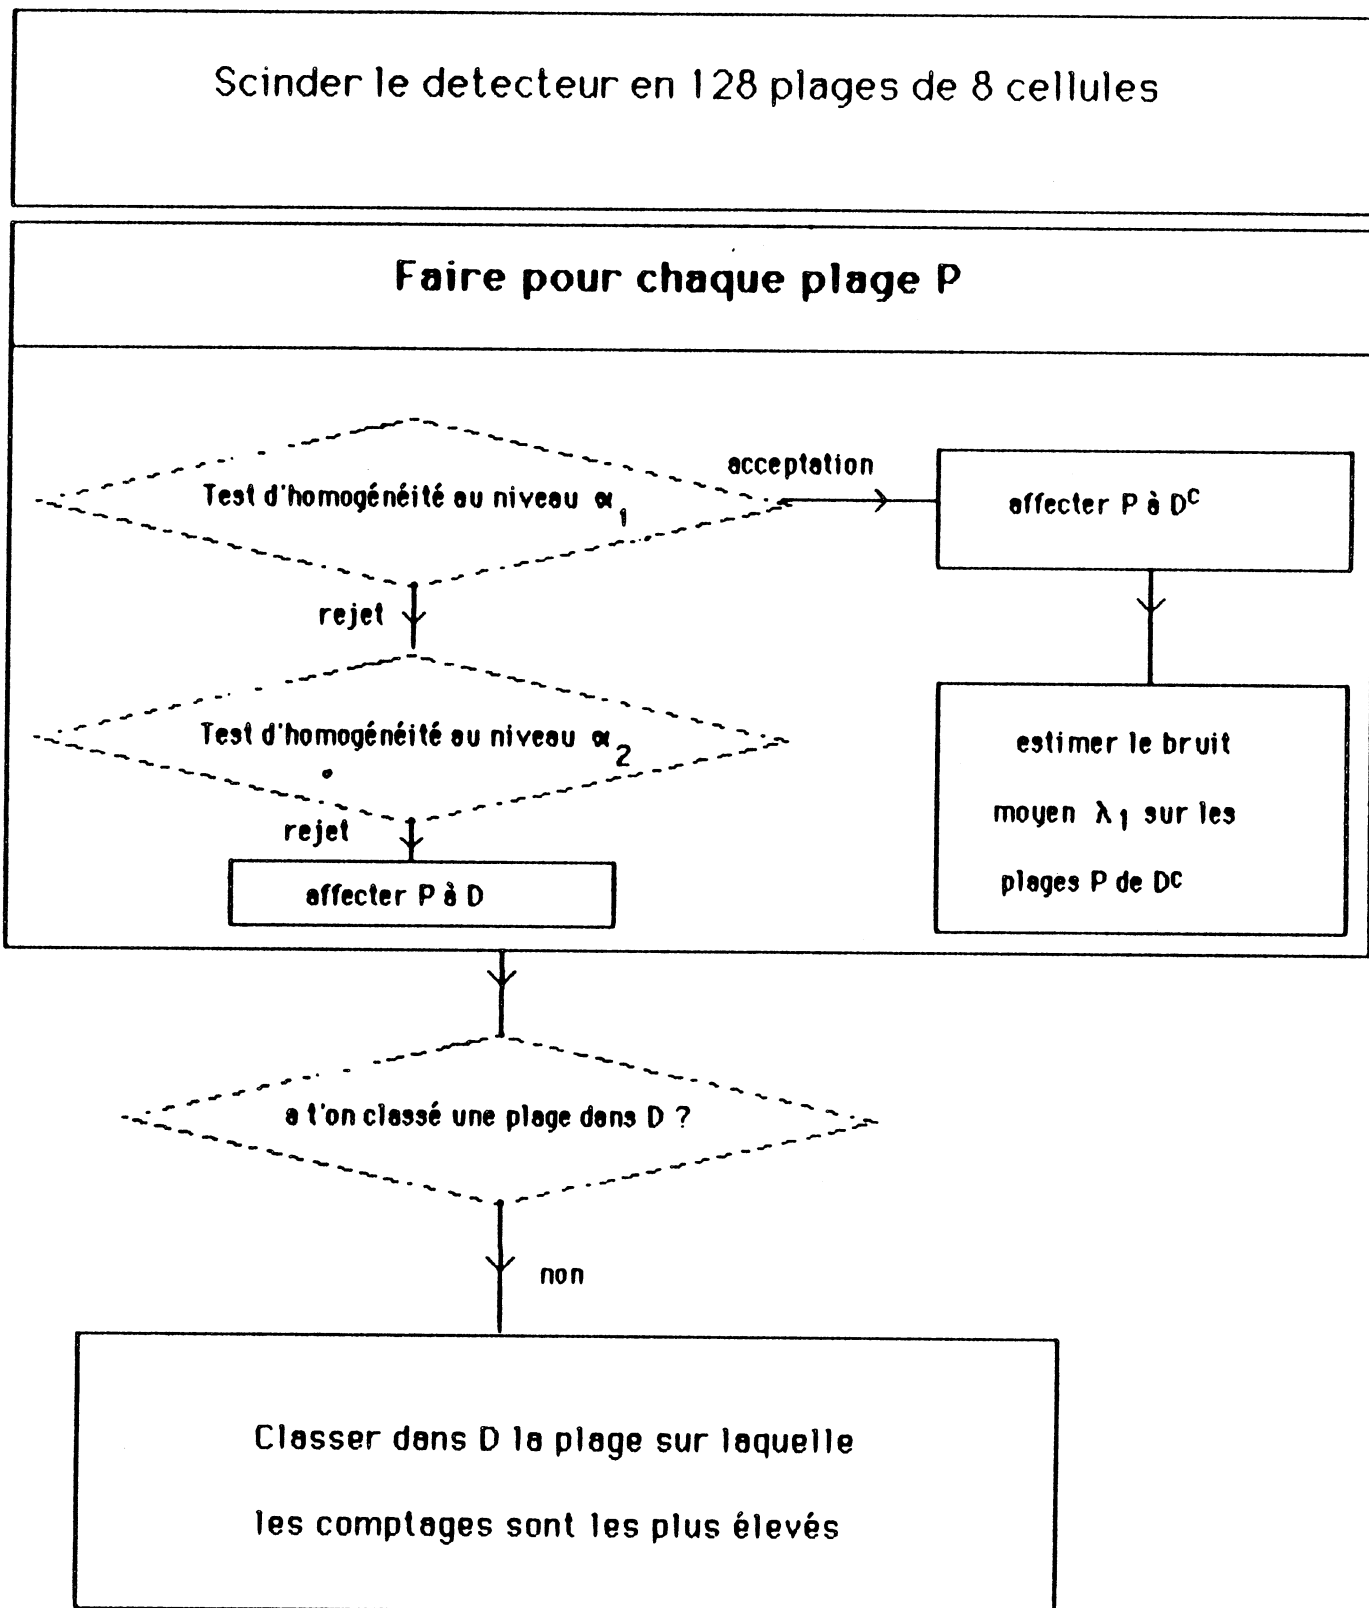 Scinder le detecteur en 128 plages de 8 cellules
Faire pour chaque plage P
Test d'homogénéité au niveau α₁
acceptation
affecter P à Dᶜ
rejet
Test d'homogénéité au niveau α₂
rejet
affecter P à D
estimer le bruit
moyen λ₁ sur les
plages P de Dᶜ
a t'on classé une plage dans D ?
non
Classer dans D la plage sur laquelle
les comptages sont les plus élevés